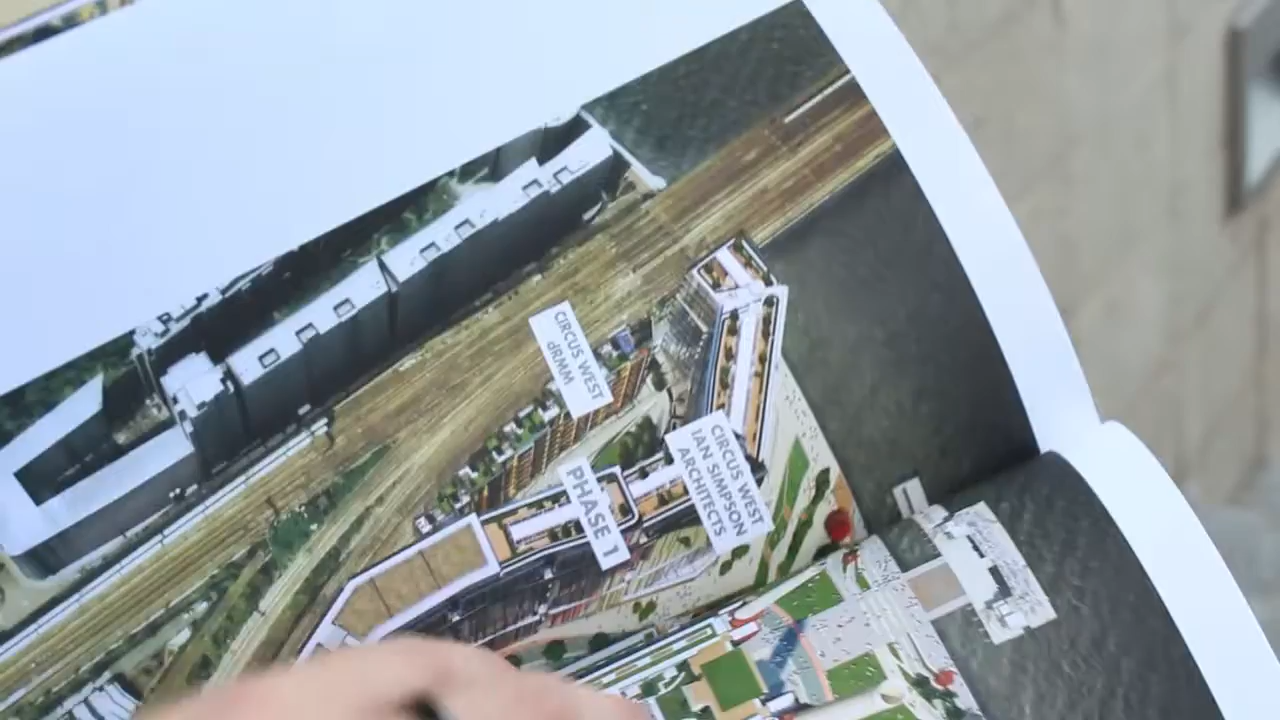 CIRCUS WEST
dRMM
CIRCUS WEST
IAN SIMPSON
ARCHITECTS
PHASE 1